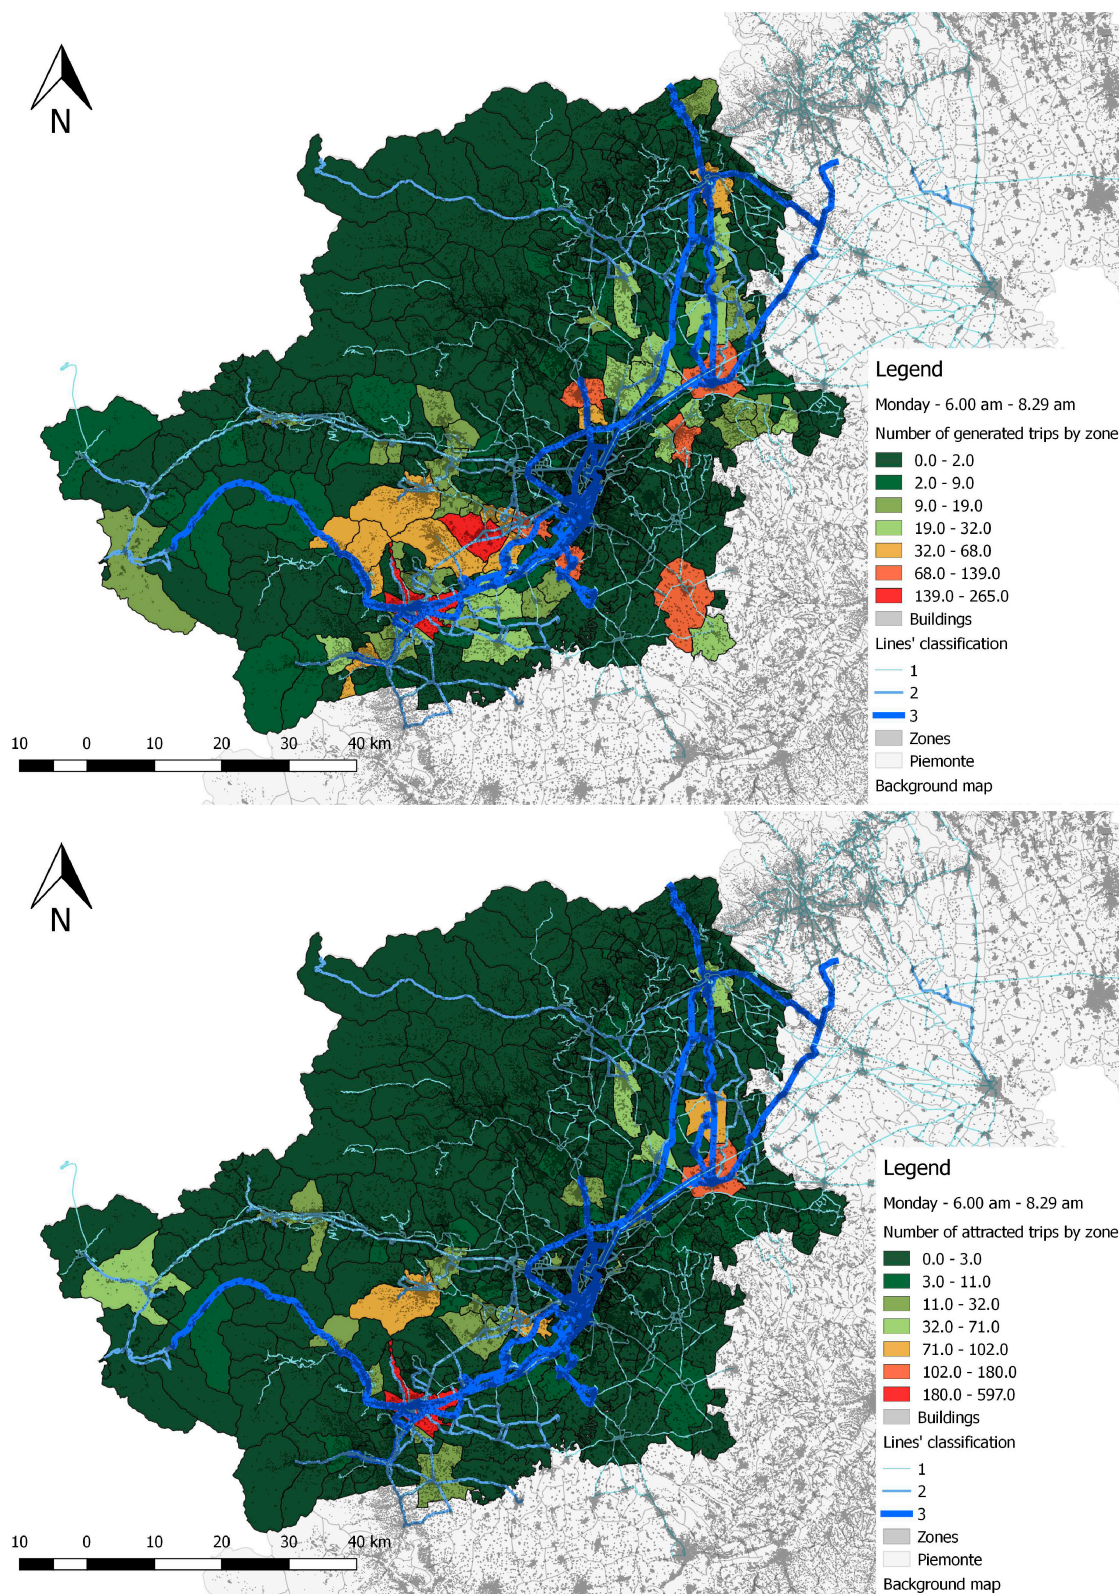 N
Legend
Monday - 6.00 am - 8.29 am
Number of generated trips by zone
0.0 - 2.0
2.0 - 9.0
9.0 - 19.0
19.0 - 32.0
32.0 - 68.0
68.0 - 139.0
139.0 - 265.0
Buildings
Lines' classification
1
2
3
Zones
Piemonte
Background map
10 0 10 20 30 40 km
N
Legend
Monday - 6.00 am - 8.29 am
Number of attracted trips by zone
0.0 - 3.0
3.0 - 11.0
11.0 - 32.0
32.0 - 71.0
71.0 - 102.0
102.0 - 180.0
180.0 - 597.0
Buildings
Lines' classification
1
2
3
Zones
Piemonte
Background map
10 0 10 20 30 40 km